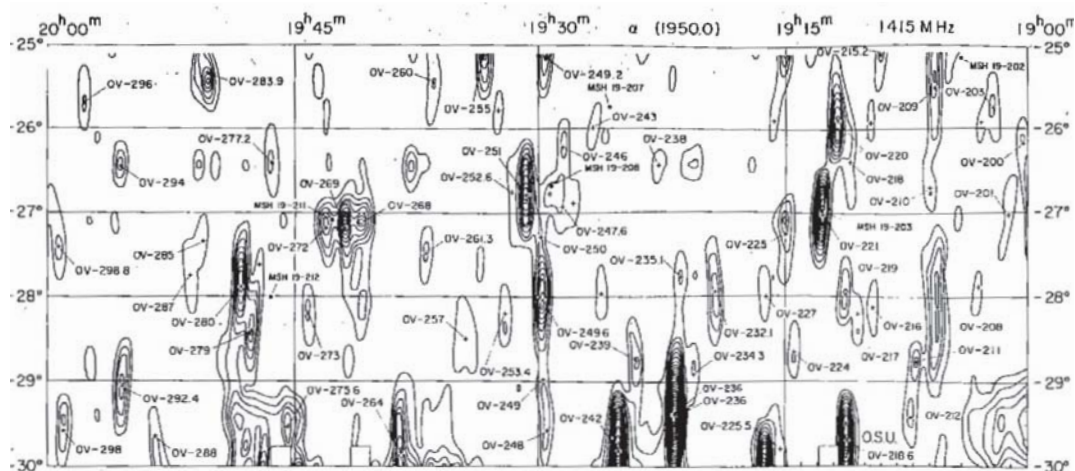 20ʰ00ᵐ 19ʰ45ᵐ 19ʰ30ᵐ α (1950.0) 19ʰ15ᵐ 1415 MHz 19ʰ00ᵐ
25° 25°
OV-215.2
OV-296 OV-283.9 OV-260 OV-249.2 MSH 19-202
OV-255 MSH 19-207 OV-209 OV-203
OV-243
26° 26°
OV-277.2 OV-238
OV-251 OV-246 OV-220 OV-200
OV-294 OV-269 OV-252.6 MSH 19-208 OV-218
MSH 19-211 OV-268 OV-210 OV-201
27° 27°
OV-247.6 MSH 19-203
OV-285 OV-272 OV-261.3 OV-250 OV-225 OV-221
OV-298.8 MSH 19-212 OV-235.1 OV-219
28° 28°
OV-287 OV-227
OV-280 OV-257 OV-249.6 OV-232.1 OV-216 OV-208
OV-279 OV-273 OV-239 OV-217 OV-211
OV-253.4 OV-234.3 OV-224
29° 29°
OV-292.4 OV-275.6 OV-249 OV-236
OV-264 OV-236
OV-242 OV-225.5 OV-212
OV-298 OV-288 OV-248 O.S.U.
OV-218.6
30° 30°